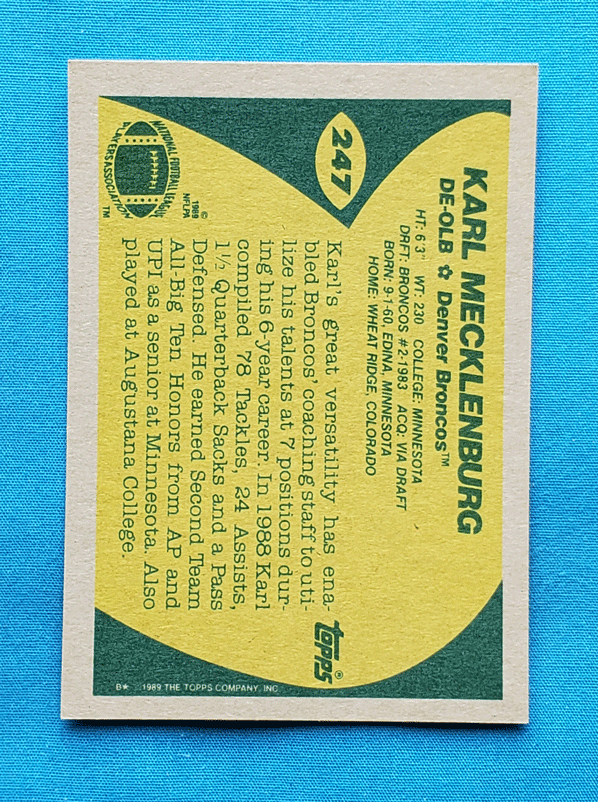 247
KARL MECKLENBURG
DE-OLB ☆ Denver Broncos™
HT: 6'3" WT: 230 COLLEGE: MINNESOTA
DRFT: BRONCOS #2-1983 ACQ: VIA DRAFT
BORN: 9-1-60, EDINA, MINNESOTA
HOME: WHEAT RIDGE, COLORADO
Karl's great versatility has ena-
bled Broncos' coaching staff to uti-
lize his talents at 7 positions dur-
ing his 6-year career. In 1988 Karl
compiled 78 Tackles, 24 Assists,
1½ Quarterback Sacks and a Pass
Defensed. He earned Second Team
All-Big Ten Honors from AP and
UPI as a senior at Minnesota. Also
played at Augustana College.
NATIONAL FOOTBALL LEAGUE
PLAYERS ASSOCIATION
™
©
1989
NFLPA
topps®
B* 1989 THE TOPPS COMPANY, INC